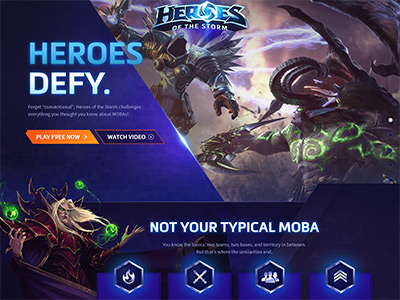 HEROES
OF THE STORM
HEROES
DEFY.
Forget "conventional"; Heroes of the Storm challenges
everything you thought you knew about MOBAs!
PLAY FREE NOW
WATCH VIDEO
NOT YOUR TYPICAL MOBA
You know the basics: two teams, two bases, and territory in between.
But that's where the similarities end.